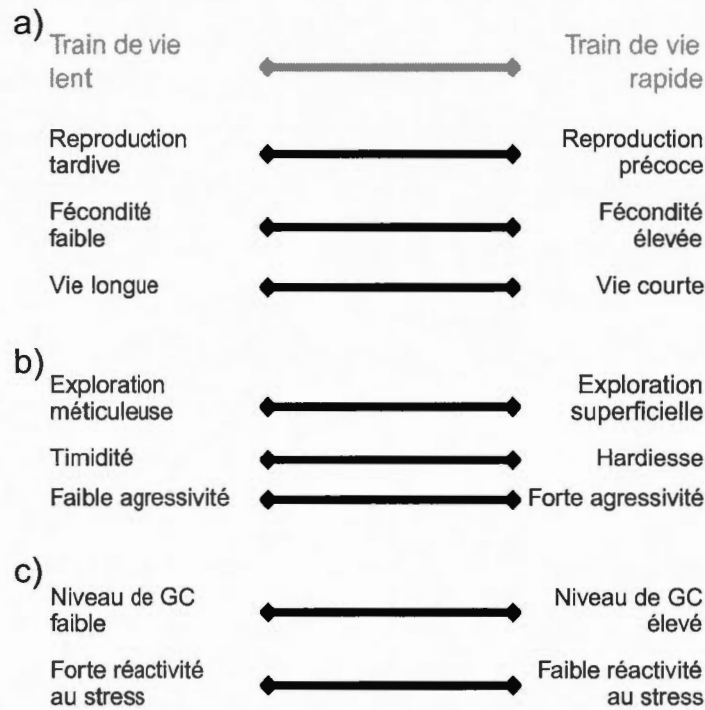 a)
Train de vie lent
Train de vie rapide
Reproduction tardive
Reproduction précoce
Fécondité faible
Fécondité élevée
Vie longue
Vie courte
b)
Exploration méticuleuse
Exploration superficielle
Timidité
Hardiesse
Faible agressivité
Forte agressivité
c)
Niveau de GC faible
Niveau de GC élevé
Forte réactivité au stress
Faible réactivité au stress